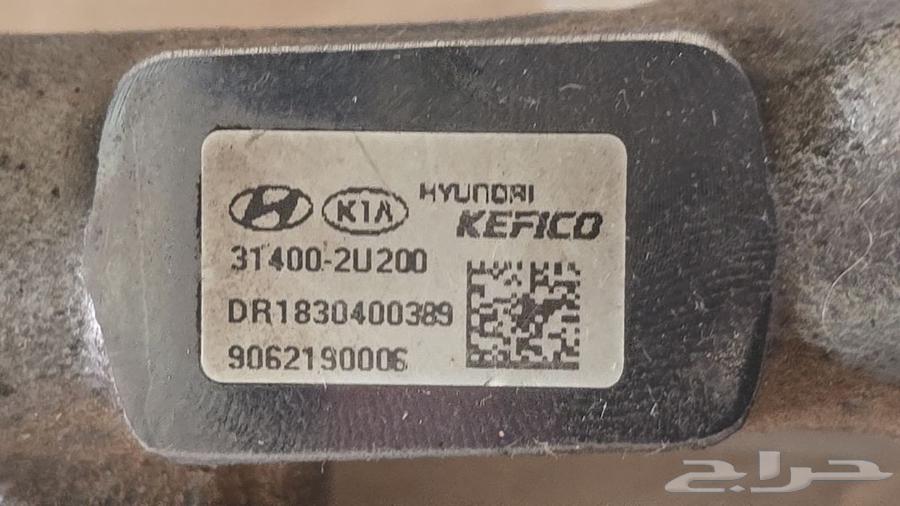 KIA
HYUNDAI
KEFICO
31400-2U200
DR1830400389
9062190006
حراج